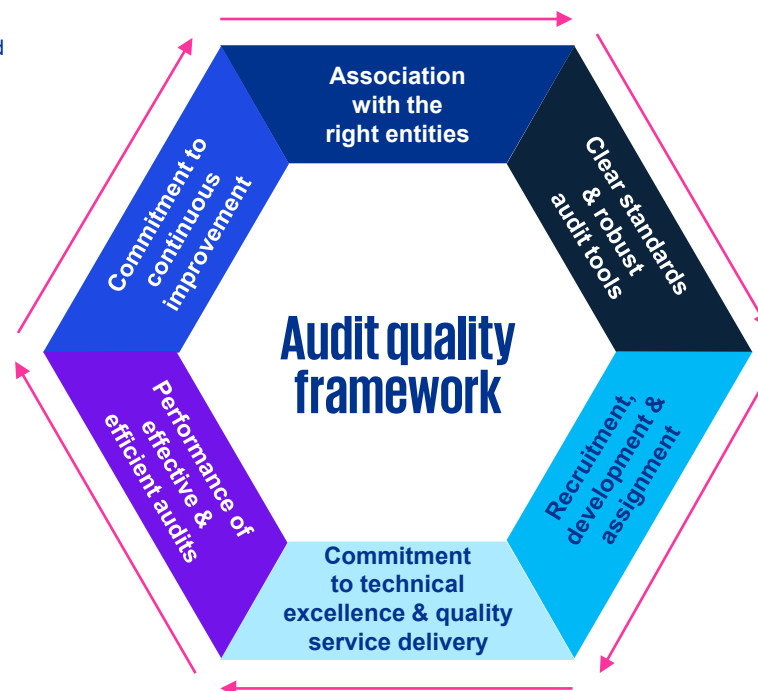 Association
with the
right entities
Clear standards
& robust
audit tools
Recruitment,
development &
assignment
Commitment
to technical
excellence & quality
service delivery
Performance of
effective &
efficient audits
Commitment to
continuous
improvement
Audit quality
framework